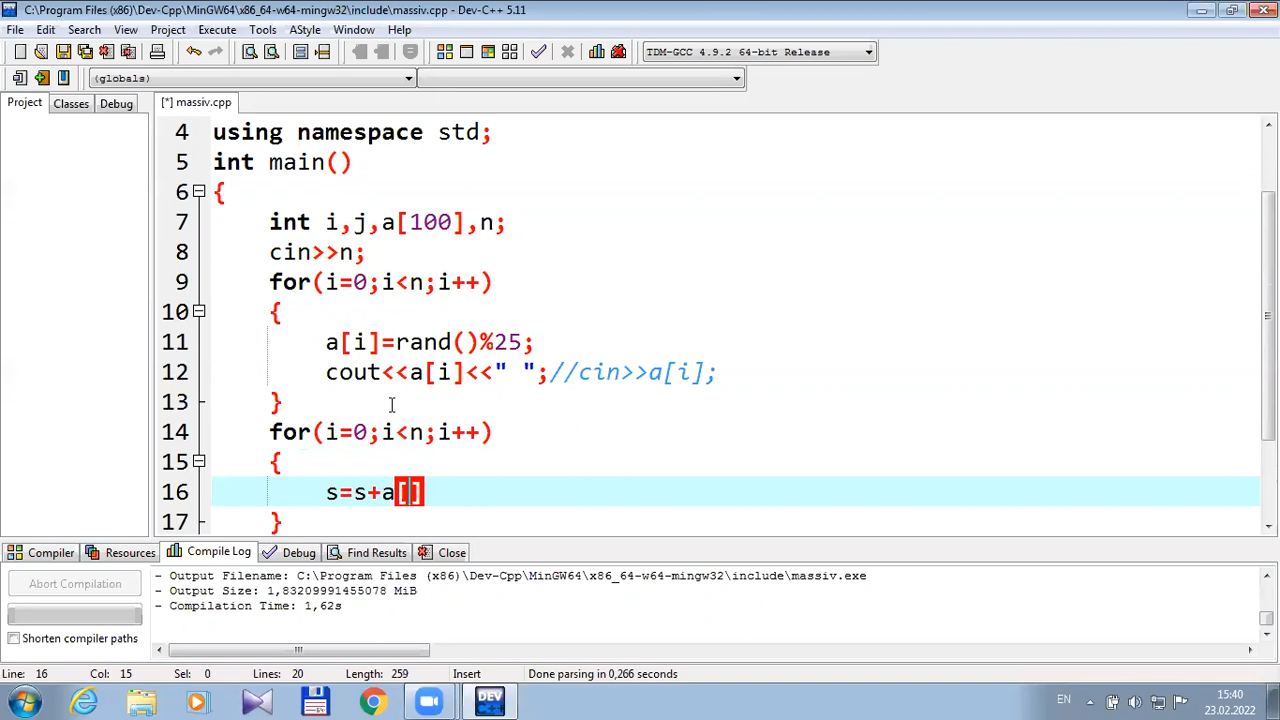 C:\Program Files (x86)\Dev-Cpp\MinGW64\x86_64-w64-mingw32\include\massiv.cpp - Dev-C++ 5.11
File Edit Search View Project Execute Tools AStyle Window Help
TDM-GCC 4.9.2 64-bit Release
(globals)
Project Classes Debug [*] massiv.cpp
4 using namespace std;
5 int main()
6 {
7 int i,j,a[100],n;
8 cin>>n;
9 for(i=0;i<n;i++)
10 {
11 a[i]=rand()%25;
12 cout<<a[i]<<" ";//cin>>a[i];
13 }
14 for(i=0;i<n;i++)
15 {
16 s=s+a[]
17 }
Compiler Resources Compile Log Debug Find Results Close
Abort Compilation
Shorten compiler paths
- Output Filename: C:\Program Files (x86)\Dev-Cpp\MinGW64\x86_64-w64-mingw32\include\massiv.exe
- Output Size: 1,83209991455078 MiB
- Compilation Time: 1,62s
Line: 16 Col: 15 Sel: 0 Lines: 20 Length: 259 Insert Done parsing in 0,266 seconds
DEV
EN
15:40
23.02.2022